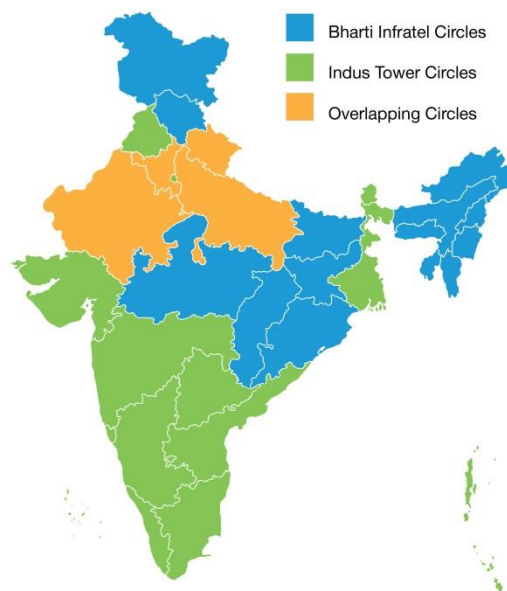 Bharti Infratel Circles
Indus Tower Circles
Overlapping Circles